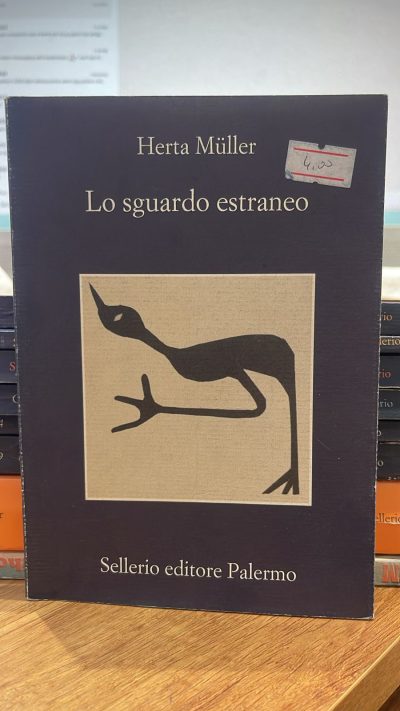 Herta Müller
4,00
Lo sguardo estraneo
Sellerio editore Palermo